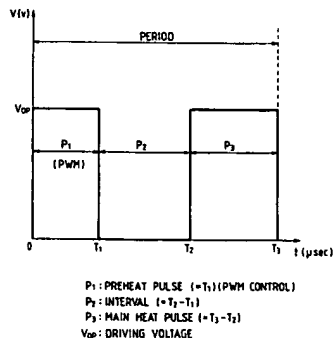 V(v)
PERIOD
VOP
P1 P2 P3
(PWM)
0 T1 T2 T3 t (μsec)
P1: PREHEAT PULSE (=T1)(PWM CONTROL)
P2: INTERVAL (=T2-T1)
P3: MAIN HEAT PULSE (=T3-T2)
VOP: DRIVING VOLTAGE